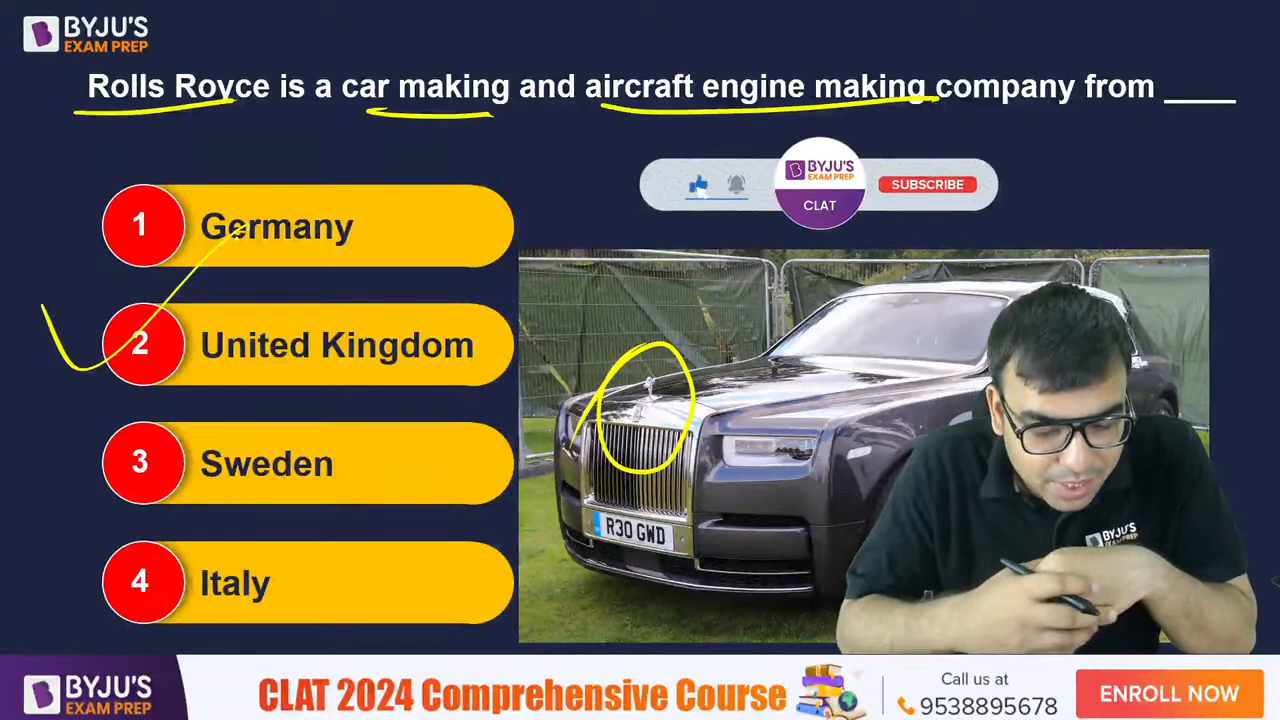 BYJU'S
EXAM PREP
Rolls Royce is a car making and aircraft engine making company from ____
BYJU'S
EXAM PREP
CLAT
SUBSCRIBE
1 Germany
2 United Kingdom
3 Sweden
4 Italy
R30 GWD
BYJU'S
EXAM PREP
BYJU'S
EXAM PREP
CLAT 2024 Comprehensive Course
Call us at
9538895678
ENROLL NOW